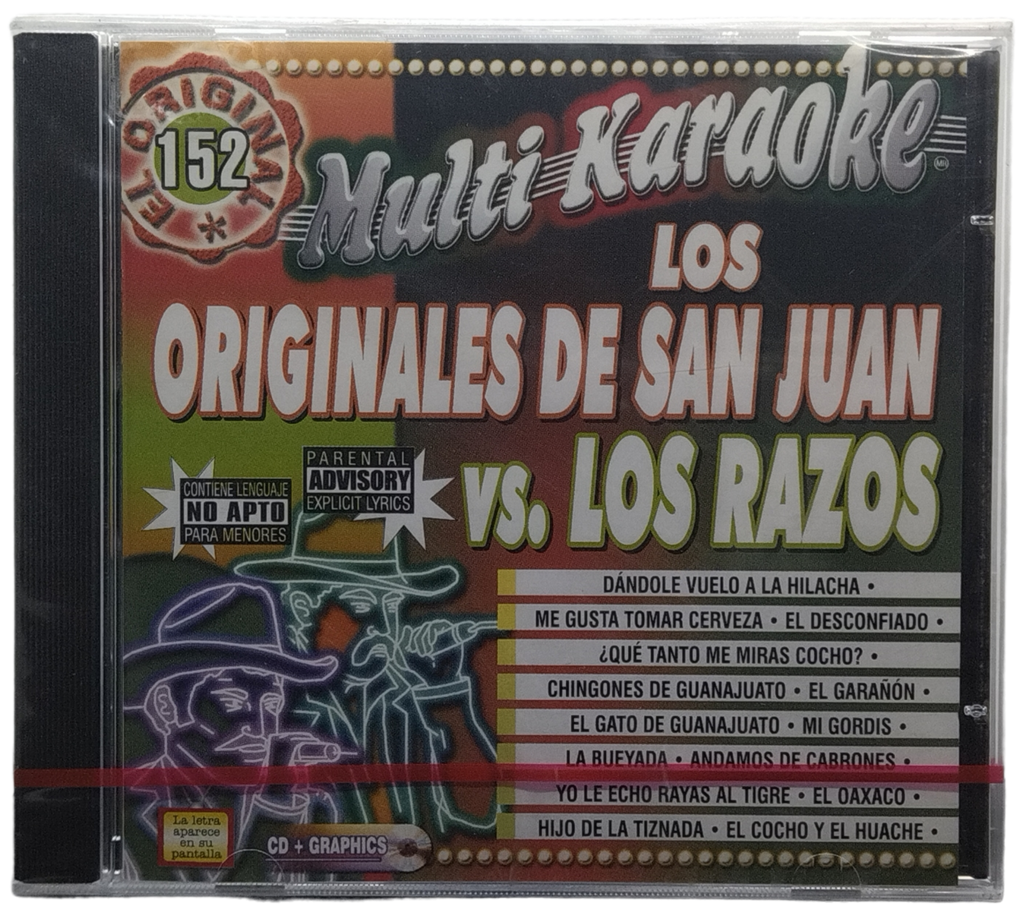 EL ORIGINAL *
152
Multi Karaoke
MR
LOS
ORIGINALES DE SAN JUAN
VS. LOS RAZOS
CONTIENE LENGUAJE
NO APTO
PARA MENORES
PARENTAL
ADVISORY
EXPLICIT LYRICS
DÁNDOLE VUELO A LA HILACHA •
ME GUSTA TOMAR CERVEZA • EL DESCONFIADO •
¿QUÉ TANTO ME MIRAS COCHO? •
CHINGONES DE GUANAJUATO • EL GARAÑÓN •
EL GATO DE GUANAJUATO • MI GORDIS •
LA BUEYADA • ANDAMOS DE CABRONES •
YO LE ECHO RAYAS AL TIGRE • EL OAXACO •
HIJO DE LA TIZNADA • EL COCHO Y EL HUACHE •
La letra
aparece
en su
pantalla
CD + GRAPHICS